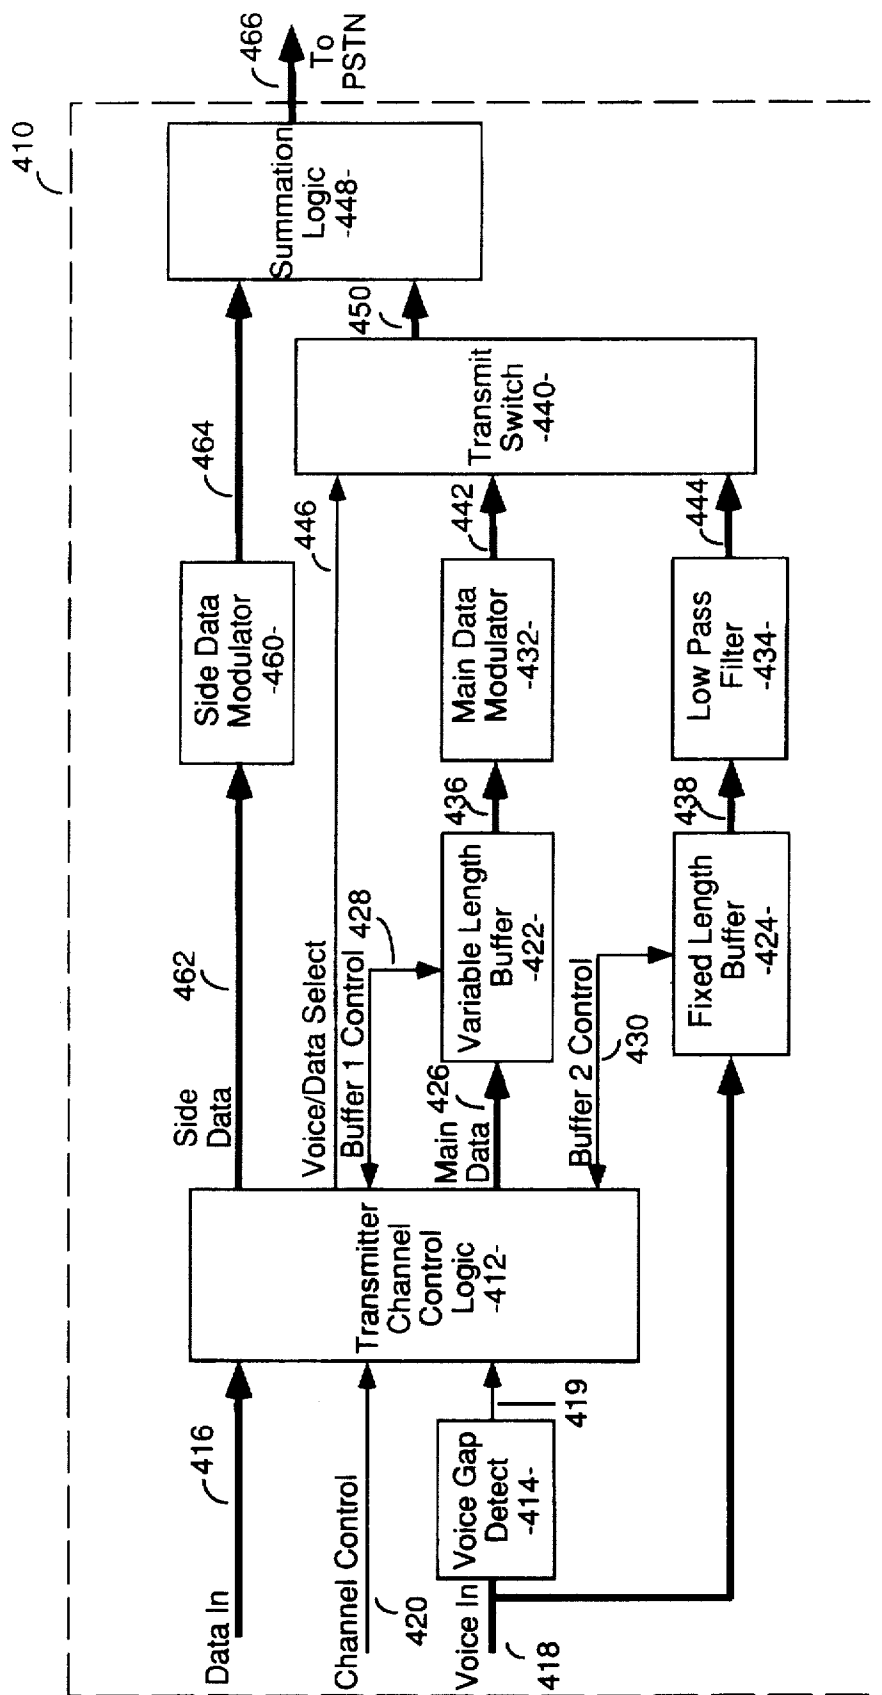 410
466
To
PSTN
Summation
Logic
-448-
450
Transmit
Switch
-440-
464
446
442
444
Side Data
Modulator
-460-
Main Data
Modulator
-432-
Low Pass
Filter
-434-
436
438
462
428
Variable Length
Buffer
-422-
Fixed Length
Buffer
-424-
Side
Data
Voice/Data Select
Buffer 1 Control
Main 426
Data
Buffer 2 Control
430
Transmitter
Channel
Control
Logic
-412-
416
Data In
Channel Control
420
419
Voice Gap
Detect
-414-
Voice In
418